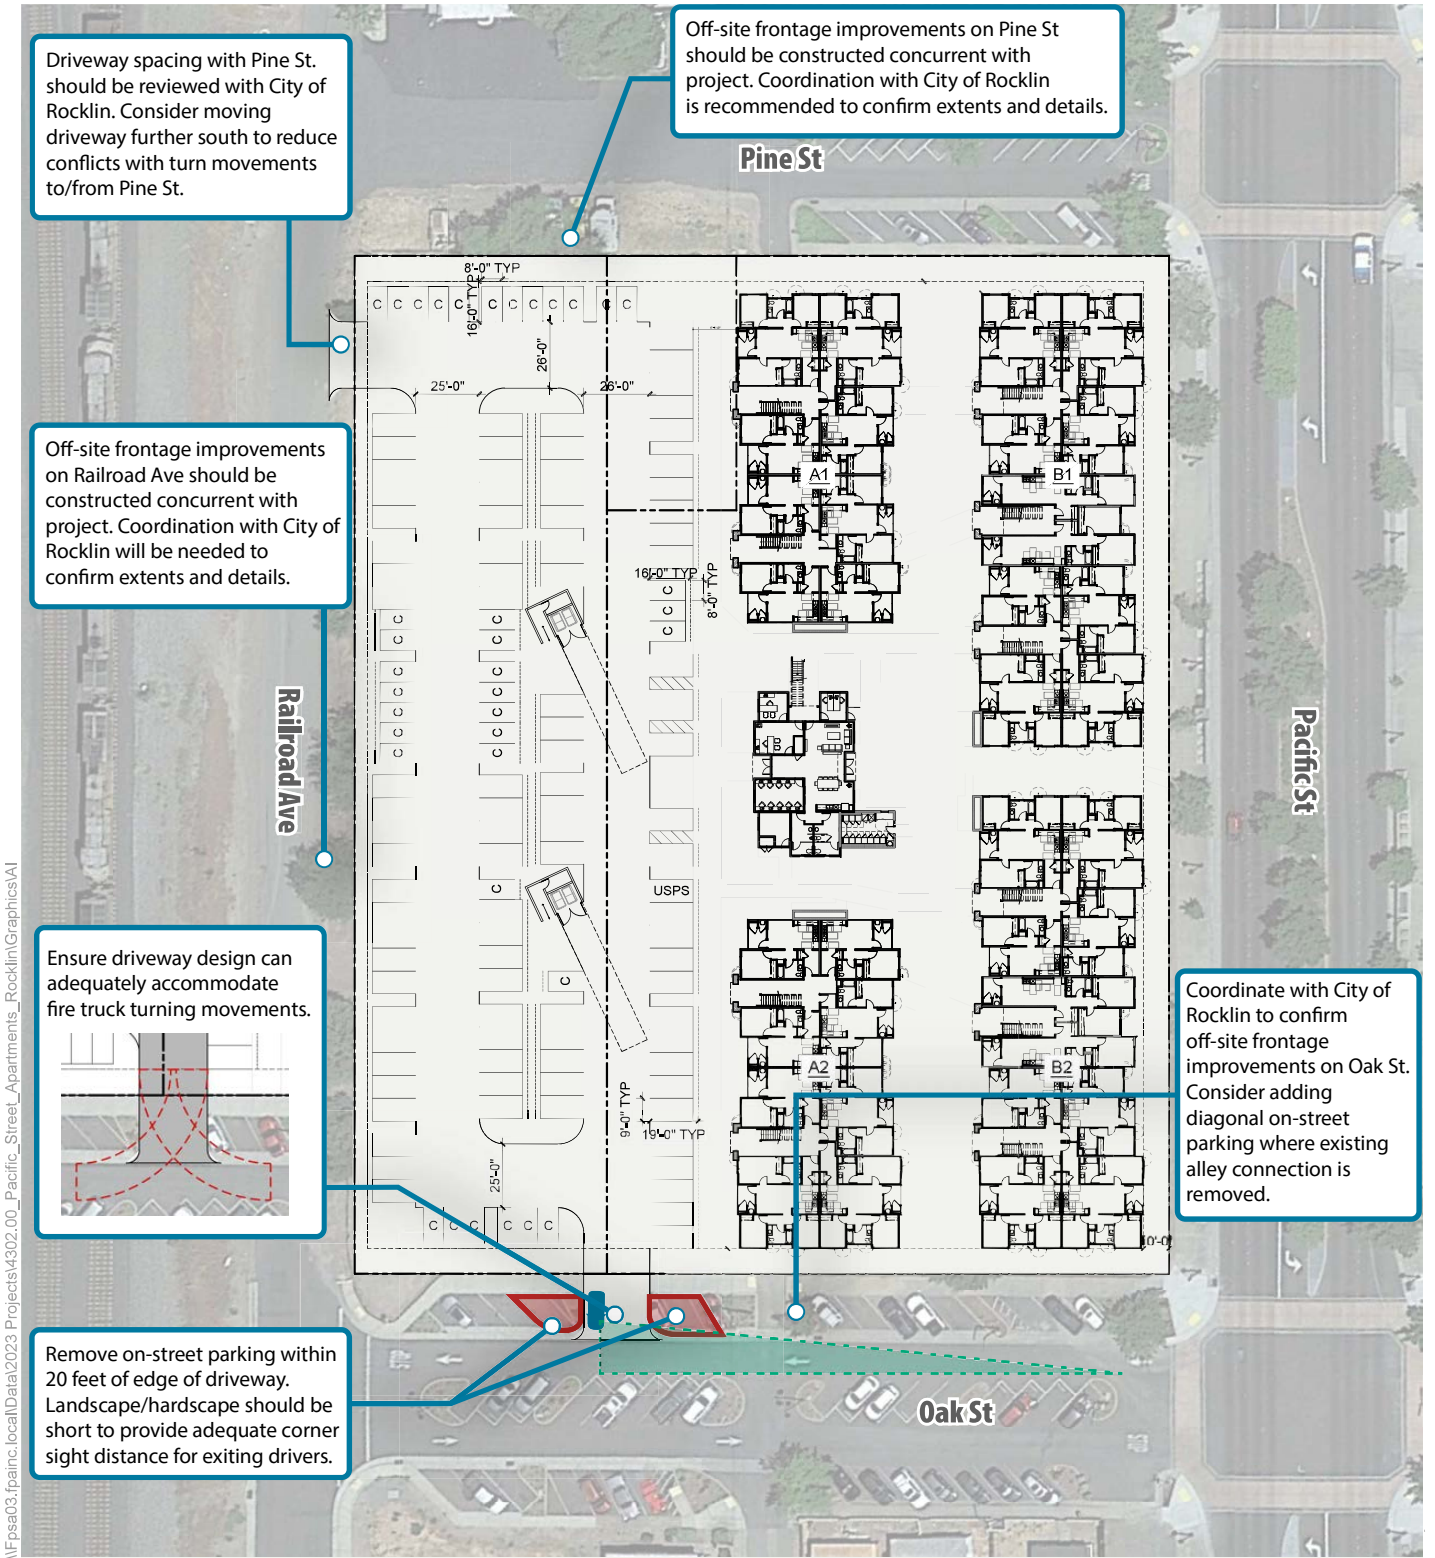 Driveway spacing with Pine St.
should be reviewed with City of
Rocklin. Consider moving
driveway further south to reduce
conflicts with turn movements
to/from Pine St.
Off-site frontage improvements on Pine St
should be constructed concurrent with
project. Coordination with City of Rocklin
is recommended to confirm extents and details.
Pine St
8'-0" TYP
C C C C C C C C C C C C
16'-0" TYP
26'-0"
25'-0"
26'-0"
Off-site frontage improvements
on Railroad Ave should be
constructed concurrent with
project. Coordination with City of
Rocklin will be needed to
confirm extents and details.
A1
B1
16'-0" TYP
8'-0" TYP
C
C
C
C C
C C
C C
C C
C C
C C
C C
Railroad Ave
Pacific St
C
USPS
C
Ensure driveway design can
adequately accommodate
fire truck turning movements.
A2
B2
9'-0" TYP
19'-0" TYP
25'-0"
C C C C C C
Coordinate with City of
Rocklin to confirm
off-site frontage
improvements on Oak St.
Consider adding
diagonal on-street
parking where existing
alley connection is
removed.
Remove on-street parking within
20 feet of edge of driveway.
Landscape/hardscape should be
short to provide adequate corner
sight distance for exiting drivers.
Oak St
\\Fpsa03.fpainc.local\Data\2023 Projects\4302.00_Pacific_Street_Apartments_Rocklin\Graphics\AI